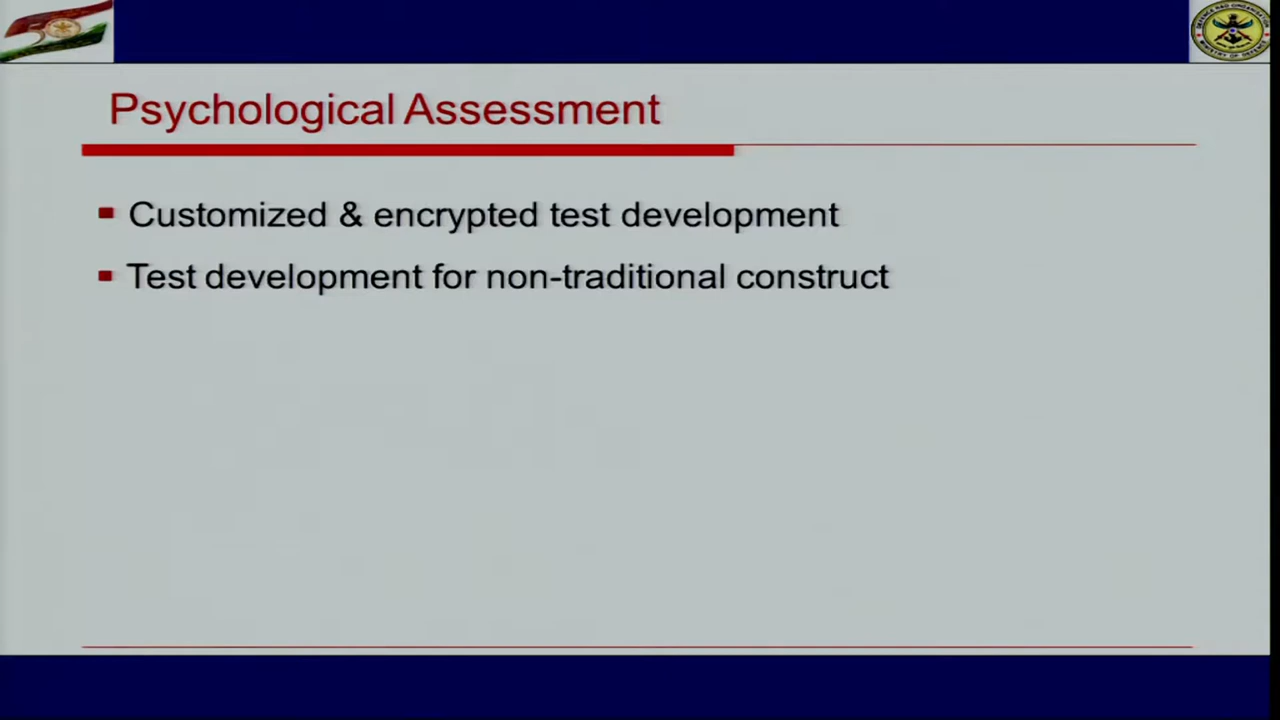 Psychological Assessment
Customized & encrypted test development
Test development for non-traditional construct